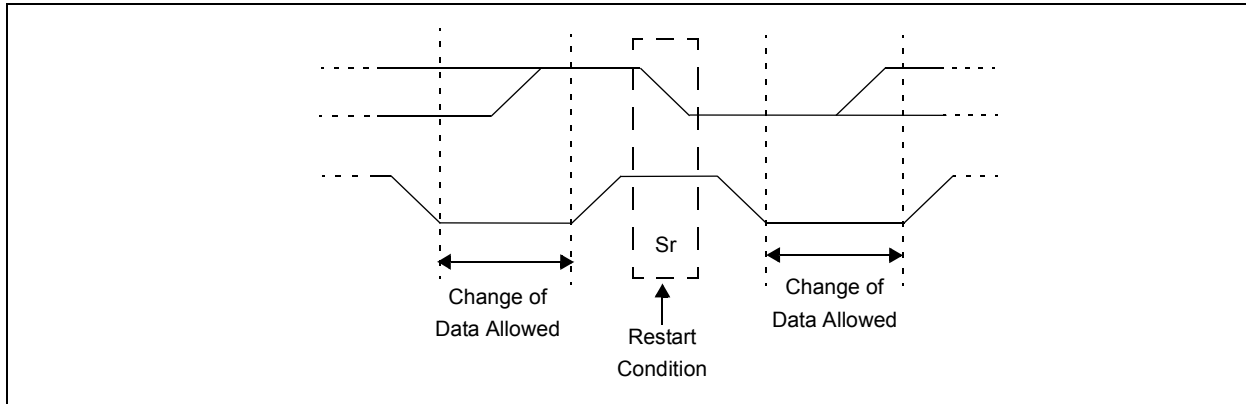 Sr
Change of
Data Allowed
Restart
Condition
Change of
Data Allowed